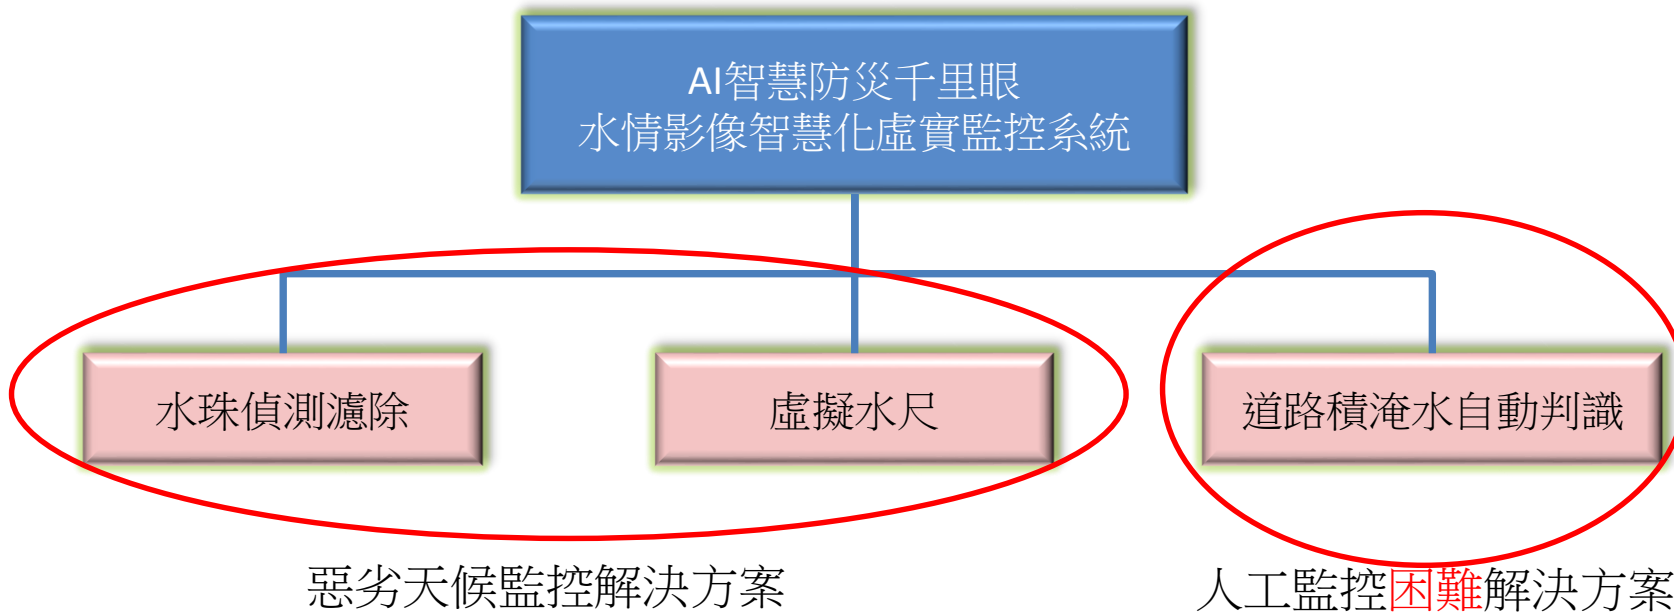 AI智慧防災千里眼
水情影像智慧化虛實監控系統
水珠偵測濾除
虛擬水尺
道路積淹水自動判識
惡劣天候監控解決方案
人工監控困難解決方案